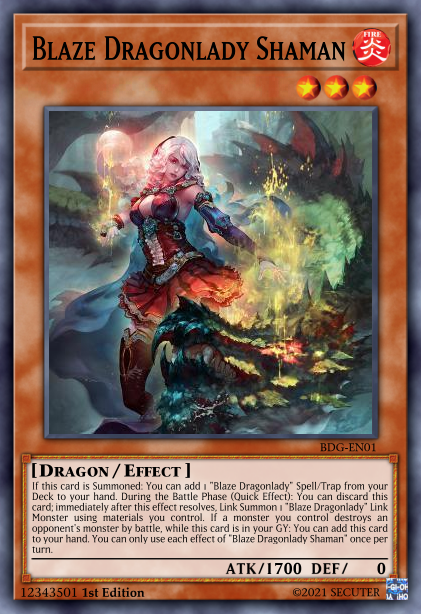 BLAZE DRAGONLADY SHAMAN
FIRE
炎
BDG-EN01
[DRAGON/EFFECT]
If this card is Summoned: You can add 1 "Blaze Dragonlady" Spell/Trap from your
Deck to your hand. During the Battle Phase (Quick Effect): You can discard this
card; immediately after this effect resolves, Link Summon 1 "Blaze Dragonlady" Link
Monster using materials you control. If a monster you control destroys an
opponent's monster by battle, while this card is in your GY: You can add this card
to your hand. You can only use each effect of "Blaze Dragonlady Shaman" once per
turn.
ATK/1700 DEF/ 0
12343501 1st Edition
©2021 SECUTER